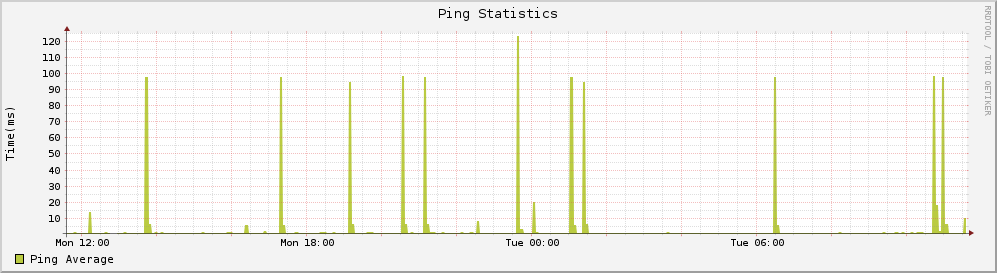 Ping Statistics
RRDTOOL / TOBI OETIKER
Time(ms)
120
110
100
90
80
70
60
50
40
30
20
10
Mon 12:00 Mon 18:00 Tue 00:00 Tue 06:00
Ping Average